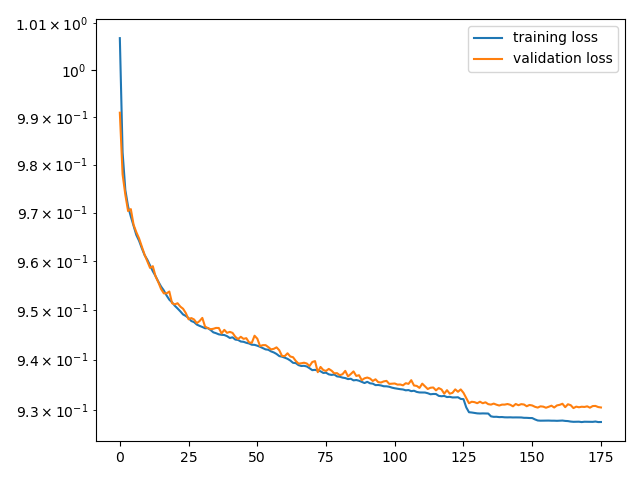 1.01 × 10⁰
10⁰
9.9 × 10⁻¹
9.8 × 10⁻¹
9.7 × 10⁻¹
9.6 × 10⁻¹
9.5 × 10⁻¹
9.4 × 10⁻¹
9.3 × 10⁻¹
training loss
validation loss
0 25 50 75 100 125 150 175